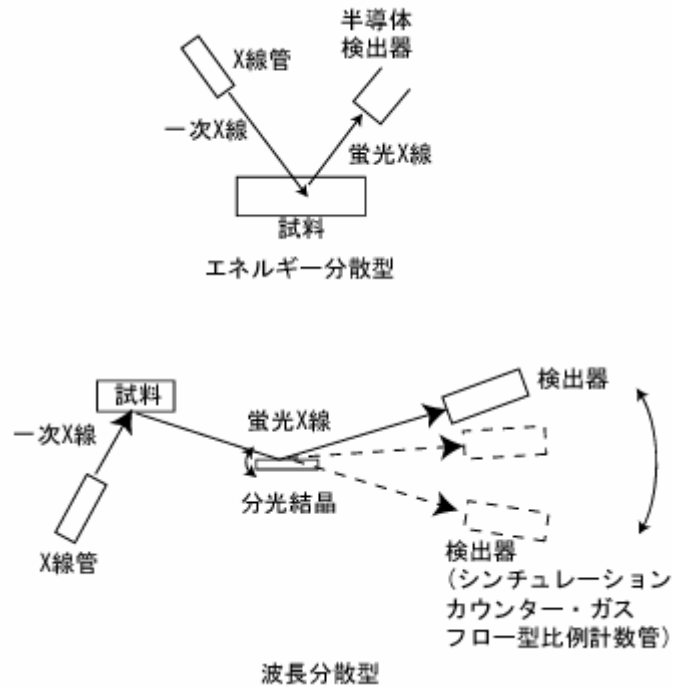 半導体
検出器
X線管
一次X線
蛍光X線
試料
エネルギー分散型
試料
検出器
蛍光X線
一次X線
分光結晶
X線管
検出器
(シンチュレーション
カウンター・ガス
フロー型比例計数管)
波長分散型